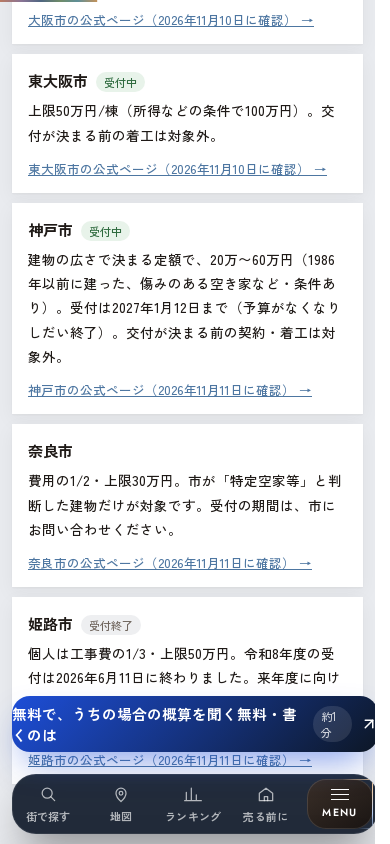 大阪市の公式ページ（2026年11月10日に確認） →
東大阪市 受付中
上限50万円/棟（所得などの条件で100万円）。交
付が決まる前の着工は対象外。
東大阪市の公式ページ（2026年11月10日に確認） →
神戸市 受付中
建物の広さで決まる定額で、20万〜60万円（1986
年以前に建った、傷みのある空き家など・条件あ
り）。受付は2027年1月12日まで（予算がなくなり
しだい終了）。交付が決まる前の契約・着工は対
象外。
神戸市の公式ページ（2026年11月11日に確認） →
奈良市
費用の1/2・上限30万円。市が「特定空家等」と判
断した建物だけが対象です。受付の期間は、市に
お問い合わせください。
奈良市の公式ページ（2026年11月11日に確認） →
姫路市 受付終了
個人は工事費の1/3・上限50万円。令和8年度の受
付は2026年6月11日に終わりました。来年度に向け
無料で、うちの場合の概算を聞く無料・書
くのは
約1
分
姫路市の公式ページ（2026年11月11日に確認） →
街で探す
地図
ランキング
売る前に
MENU